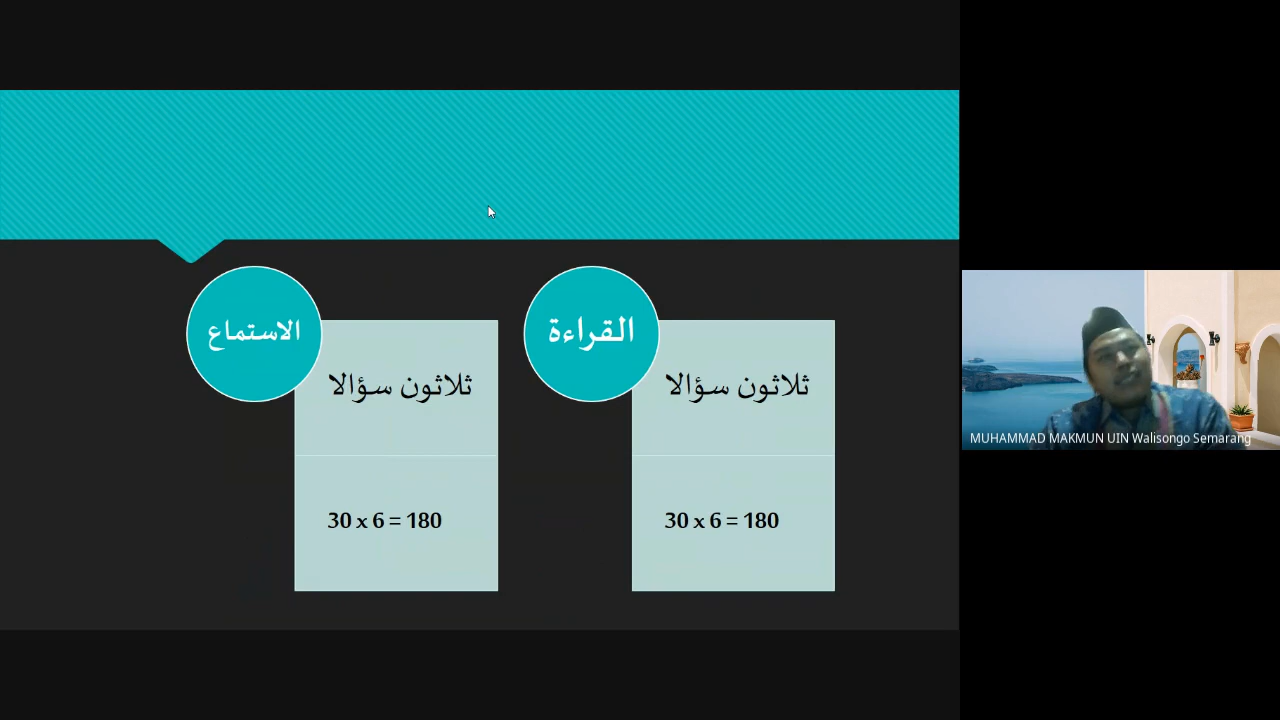 الاستماع
ثلاثون سؤالا
30 x 6 = 180
القراءة
ثلاثون سؤالا
30 x 6 = 180
MUHAMMAD MAKMUN UIN Walisongo Semarang